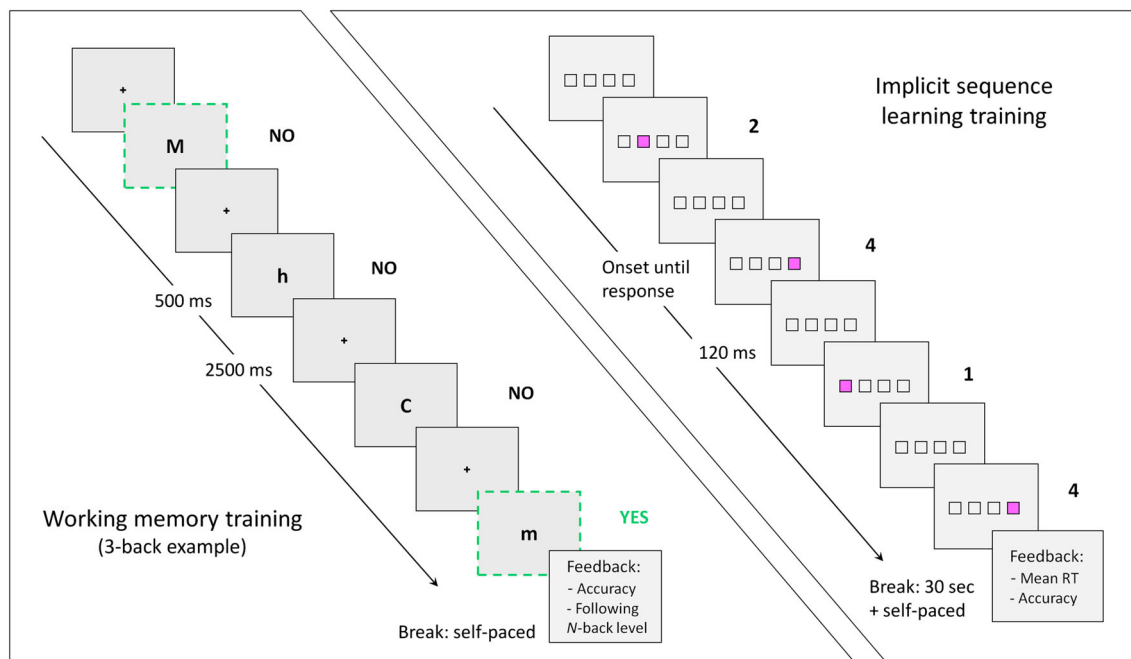 +
M
NO
+
h
NO
500 ms
+
2500 ms
C
NO
+
m
YES
Working memory training
(3-back example)
Feedback:
- Accuracy
- Following
N-back level
Break: self-paced
Implicit sequence
learning training
2
4
Onset until
response
120 ms
1
4
Break: 30 sec
+ self-paced
Feedback:
- Mean RT
- Accuracy